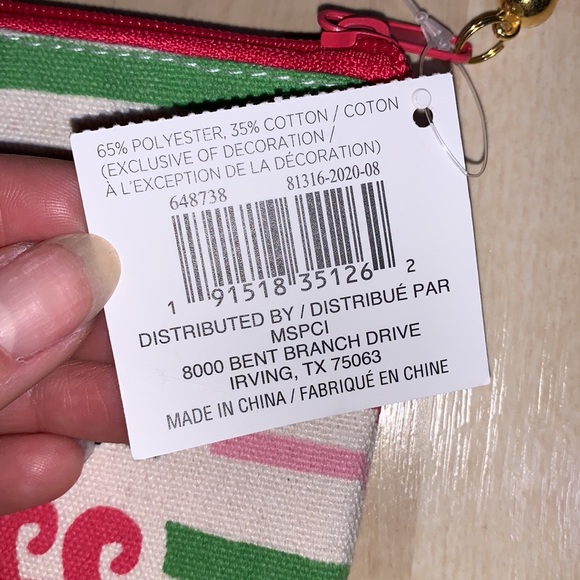 65% POLYESTER, 35% COTTON / COTON
(EXCLUSIVE OF DECORATION /
À L'EXCEPTION DE LA DÉCORATION)
648738 81316-2020-08
1 91518 35126 2
DISTRIBUTED BY / DISTRIBUÉ PAR
MSPCI
8000 BENT BRANCH DRIVE
IRVING, TX 75063
MADE IN CHINA / FABRIQUÉ EN CHINE